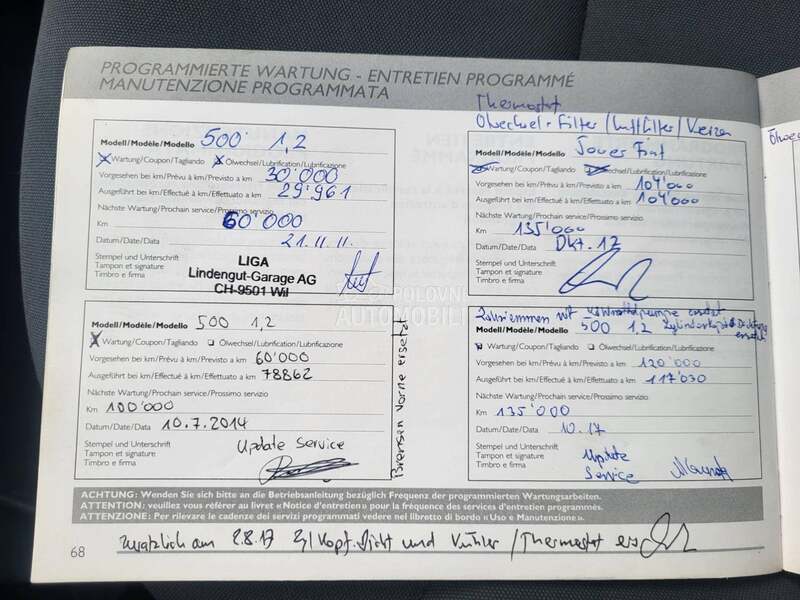 PROGRAMMIERTE WARTUNG - ENTRETIEN PROGRAMMÉ
MANUTENZIONE PROGRAMMATA
Modell/Modèle/Modello 500 1,2
Wartung/Coupon/Tagliando Ölwechsel/Lubrification/Lubrificazione
Vorgesehen bei km/Prévu à km/Previsto a km 30'000
Ausgeführt bei km/Effectué à km/Effettuato a km 29'961
Nächste Wartung/Prochain service/Prossimo servizio
Km 60'000
Datum/Date/Data 21.11.11.
Stempel und Unterschrift
Tampon et signature
Timbro e firma
LIGA
Lindengut-Garage AG
CH-9501 Wil
Modell/Modèle/Modello 500 1,2
Wartung/Coupon/Tagliando Ölwechsel/Lubrification/Lubrificazione
Vorgesehen bei km/Prévu à km/Previsto a km 60'000
Ausgeführt bei km/Effectué à km/Effettuato a km 78862
Nächste Wartung/Prochain service/Prossimo servizio
Km 100'000
Datum/Date/Data 10.7.2014
Stempel und Unterschrift
Tampon et signature
Timbro e firma
Update Service
Bremsen Vorne ersetzt
Thermostat
Ölwechsel + Filter / Luftfilter / Kerzen
Modell/Modèle/Modello
Wartung/Coupon/Tagliando Ölwechsel/Lubrification/Lubrificazione
Vorgesehen bei km/Prévu à km/Previsto a km 104'000
Ausgeführt bei km/Effectué à km/Effettuato a km 104'000
Nächste Wartung/Prochain service/Prossimo servizio
Km 135'000
Datum/Date/Data Okt. 17
Stempel und Unterschrift
Tampon et signature
Timbro e firma
Zahnriemen mit ersetzt
Modell/Modèle/Modello 500 1,2 Zylinderkopf Dichtung ersetzt
Wartung/Coupon/Tagliando Ölwechsel/Lubrification/Lubrificazione
Vorgesehen bei km/Prévu à km/Previsto a km 120'000
Ausgeführt bei km/Effectué à km/Effettuato a km 117'030
Nächste Wartung/Prochain service/Prossimo servizio
Km 135'000
Datum/Date/Data 10.17
Stempel und Unterschrift
Tampon et signature
Timbro e firma
Update
Service
POLOVNI
AUTOMOBILI
ACHTUNG: Wenden Sie sich bitte an die Betriebsanleitung bezüglich Frequenz der programmierten Wartungsarbeiten.
ATTENTION: veuillez vous référer au livret «Notice d'entretien» pour la fréquence des services d'entretien programmés.
ATTENZIONE: Per rilevare le cadenze dei servizi programmati vedere nel libretto di bordo «Uso e Manutenzione».
68
zusätzlich am 2.8.17 Zyl Kopf. dicht und Kühler / Thermostat ers